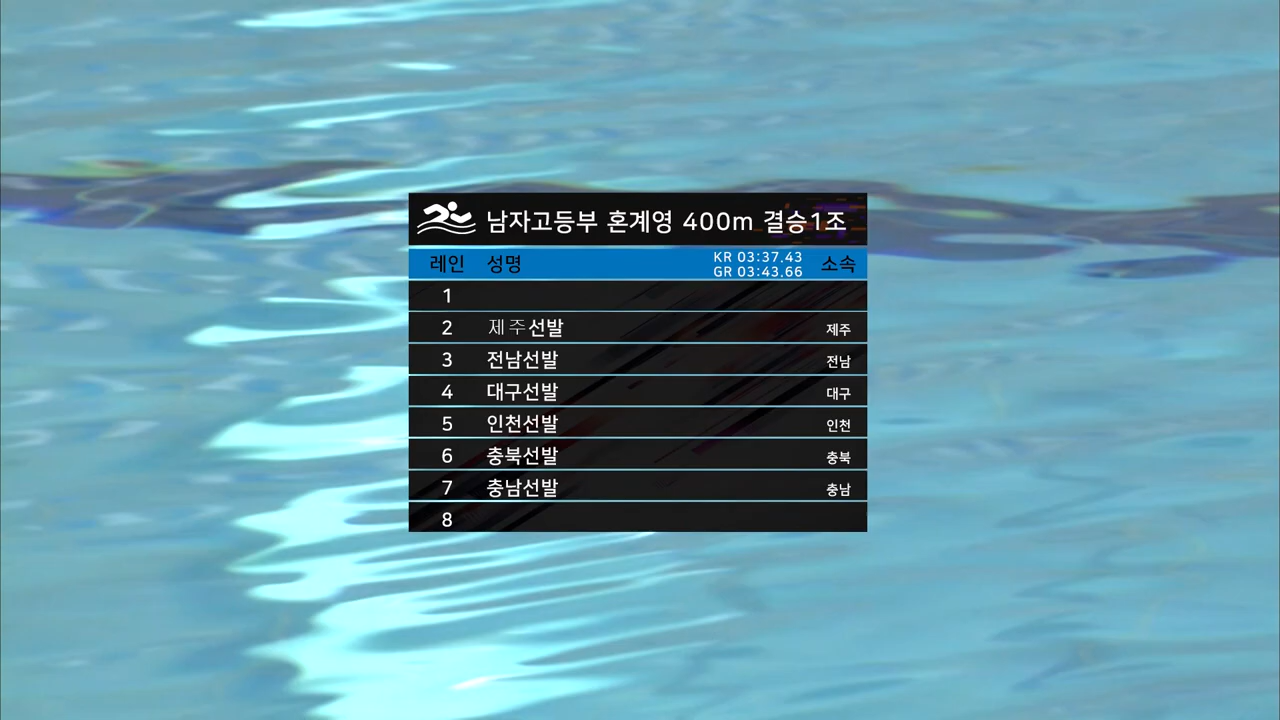 남자고등부 혼계영 400m 결승1조
레인 성명 KR 03:37.43 소속
GR 03:43.66
1
2 제주선발 제주
3 전남선발 전남
4 대구선발 대구
5 인천선발 인천
6 충북선발 충북
7 충남선발 충남
8